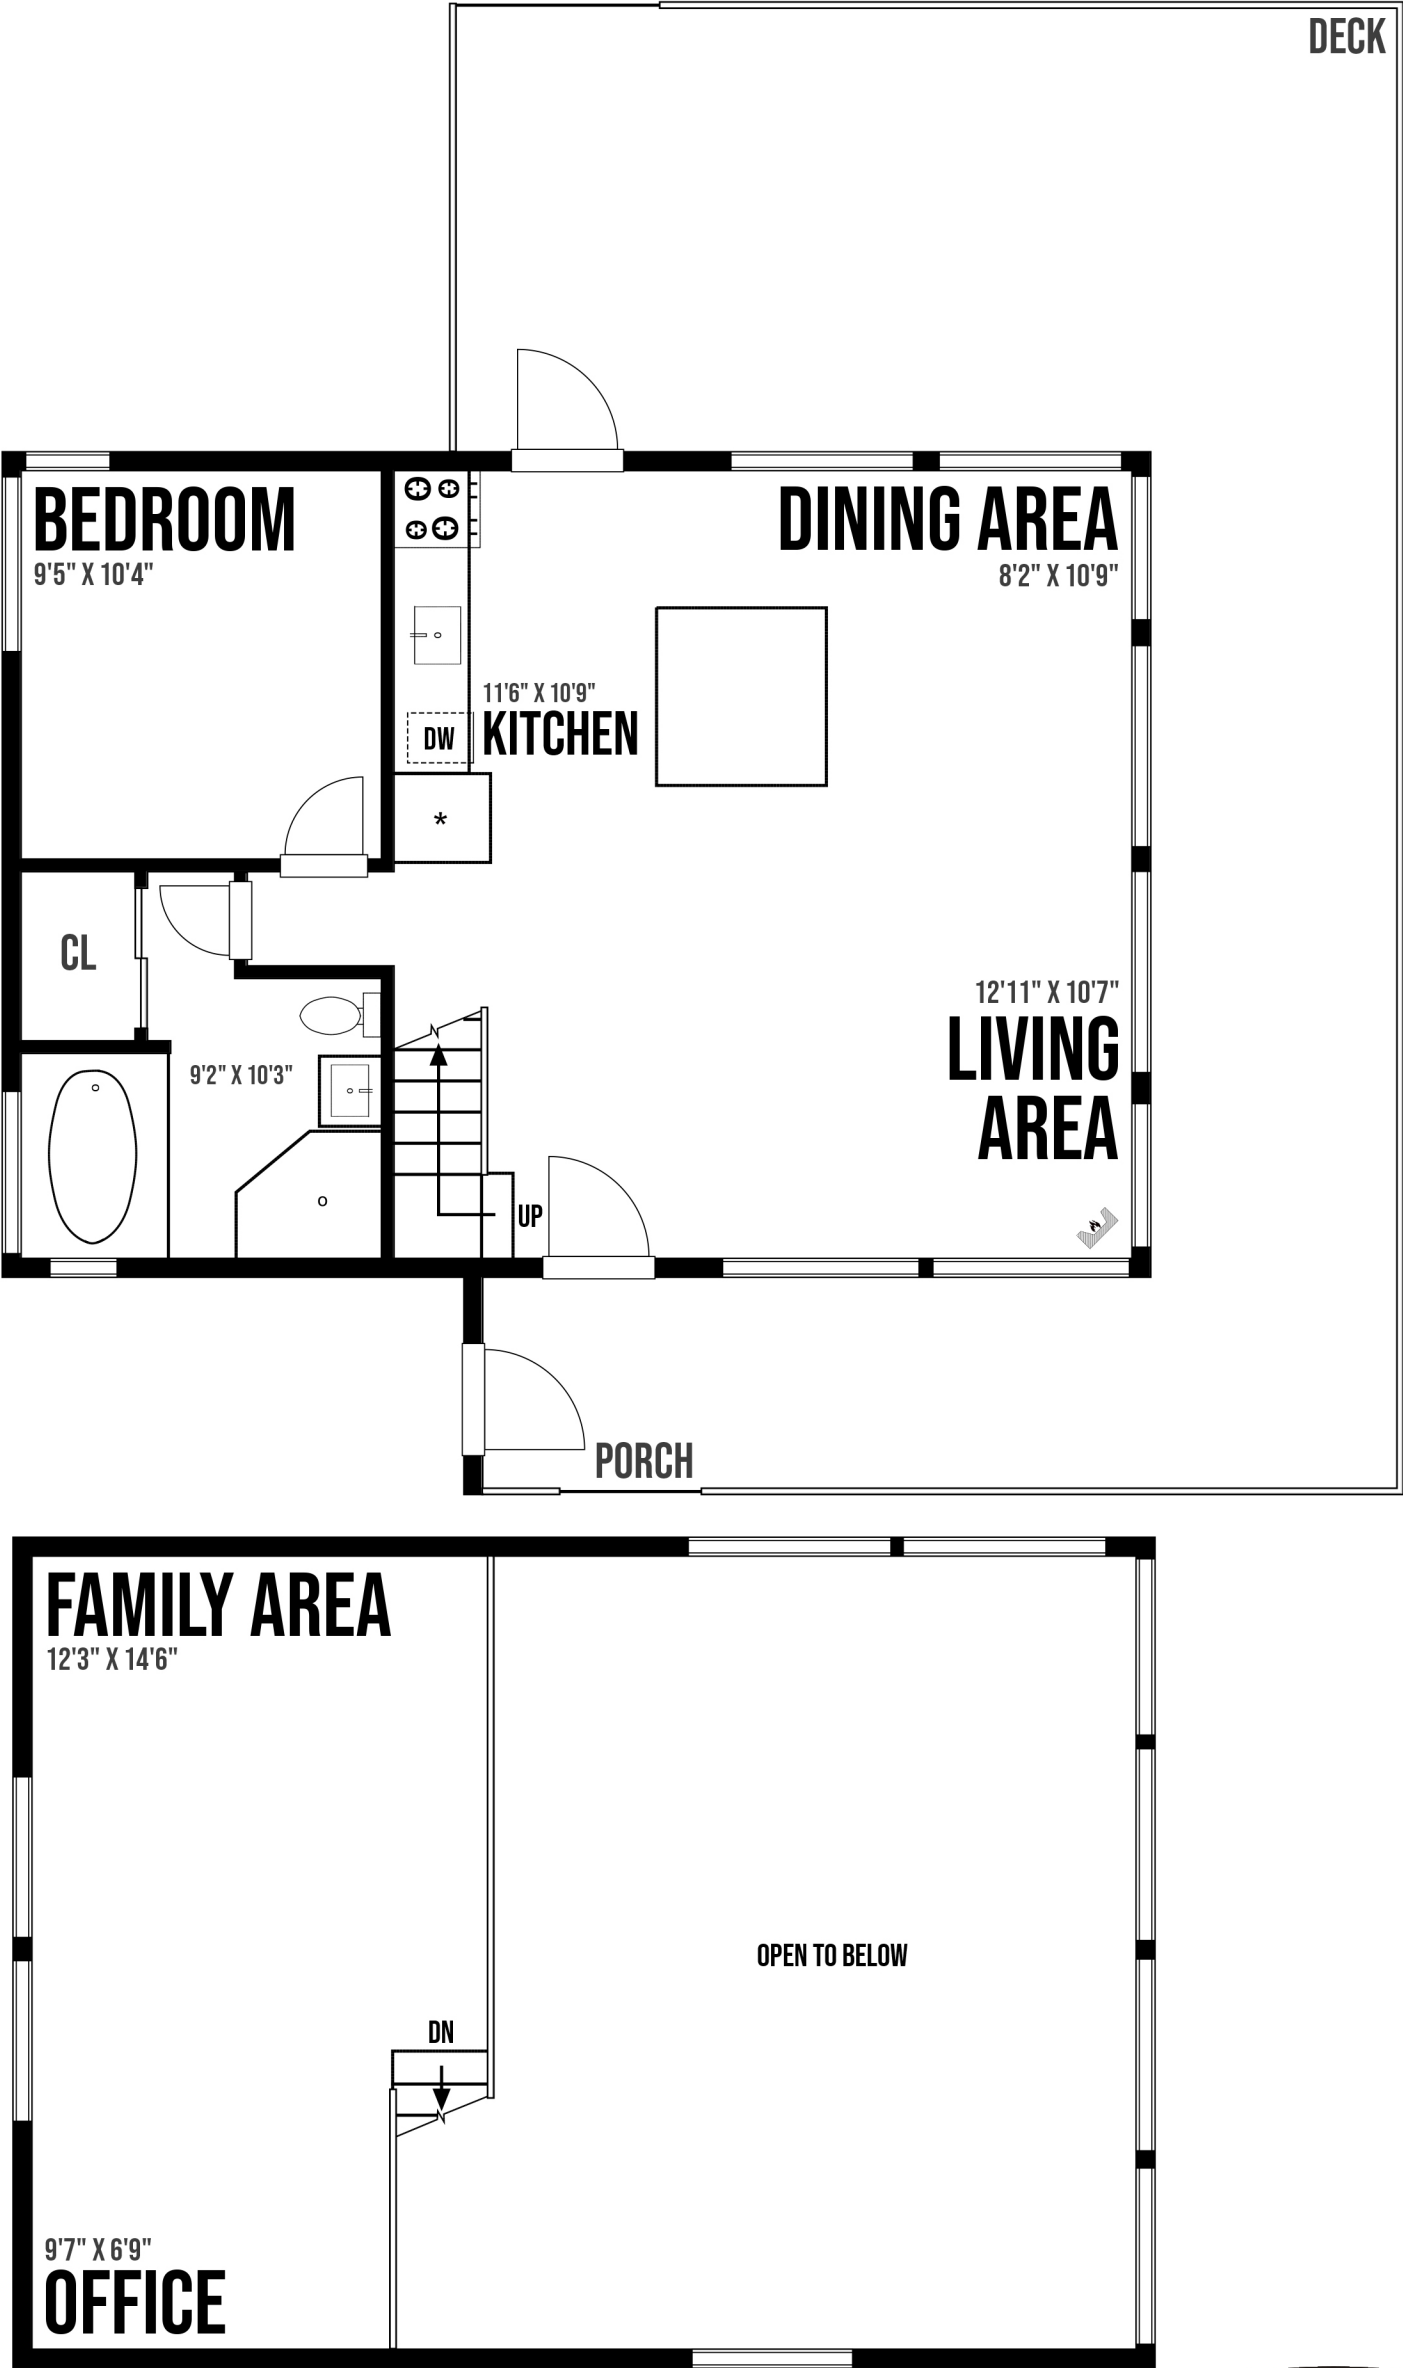 DECK
BEDROOM
9'5" X 10'4"
DINING AREA
8'2" X 10'9"
11'6" X 10'9"
KITCHEN
DW
*
CL
12'11" X 10'7"
LIVING
AREA
9'2" X 10'3"
UP
PORCH
FAMILY AREA
12'3" X 14'6"
OPEN TO BELOW
DN
9'7" X 6'9"
OFFICE